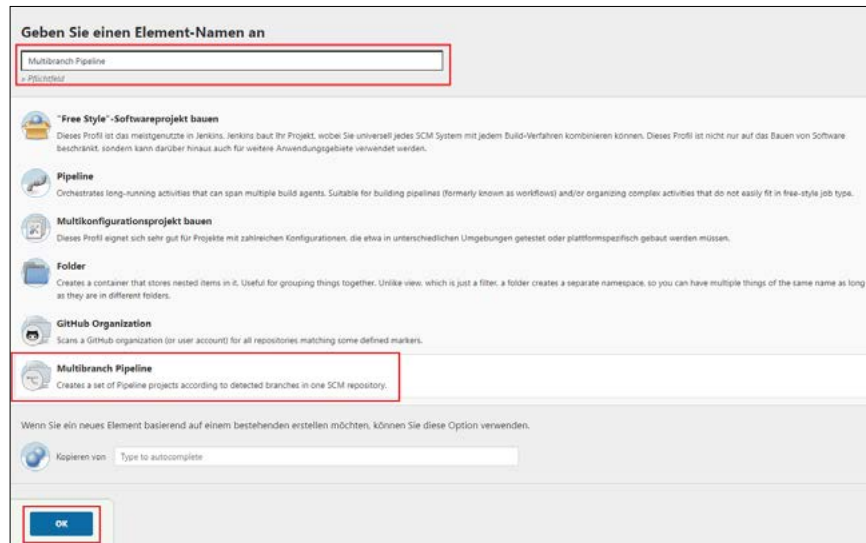 Geben Sie einen Element-Namen an
Multibranch Pipeline
» Pflichtfeld
"Free Style"-Softwareprojekt bauen
Dieses Profil ist das meistgenutzte in Jenkins. Jenkins baut Ihr Projekt, wobei Sie universell jedes SCM System mit jedem Build-Verfahren kombinieren können. Dieses Profil ist nicht nur auf das Bauen von Software
beschränkt, sondern kann darüber hinaus auch für weitere Anwendungsgebiete verwendet werden.
Pipeline
Orchestrates long-running activities that can span multiple build agents. Suitable for building pipelines (formerly known as workflows) and/or organizing complex activities that do not easily fit in free-style job type.
Multikonfigurationsprojekt bauen
Dieses Profil eignet sich sehr gut für Projekte mit zahlreichen Konfigurationen, die etwa in unterschiedlichen Umgebungen getestet oder plattformspezifisch gebaut werden müssen.
Folder
Creates a container that stores nested items in it. Useful for grouping things together. Unlike view, which is just a filter, a folder creates a separate namespace, so you can have multiple things of the same name as long
as they are in different folders.
GitHub Organization
Scans a GitHub organization (or user account) for all repositories matching some defined markers.
Multibranch Pipeline
Creates a set of Pipeline projects according to detected branches in one SCM repository.
Wenn Sie ein neues Element basierend auf einem bestehenden erstellen möchten, können Sie diese Option verwenden.
Kopieren von Type to autocomplete
OK